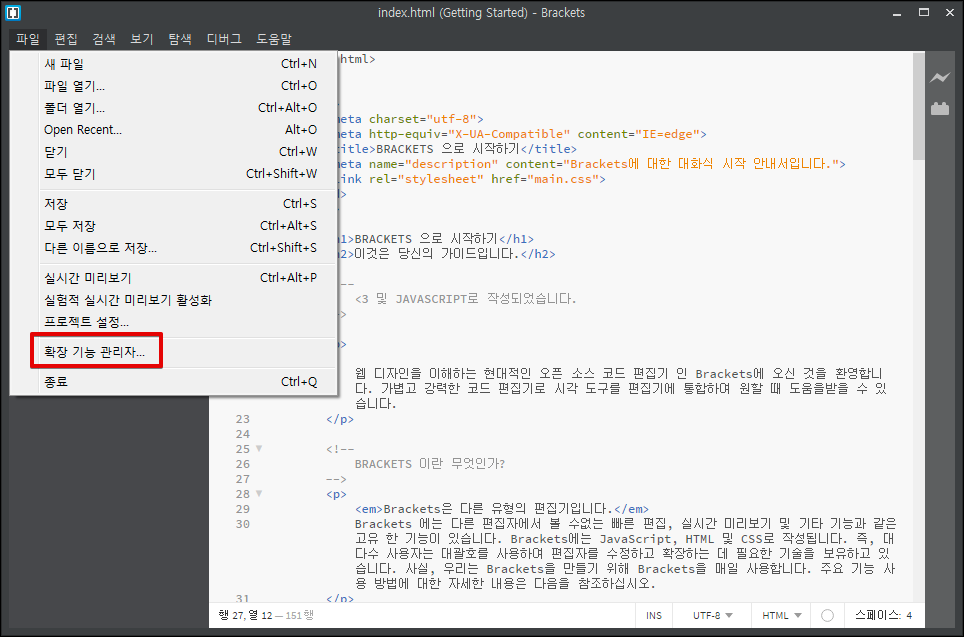 index.html (Getting Started) - Brackets
파일 편집 검색 보기 탐색 디버그 도움말
새 파일 Ctrl+N
파일 열기... Ctrl+O
폴더 열기... Ctrl+Alt+O
Open Recent... Alt+O
닫기 Ctrl+W
모두 닫기 Ctrl+Shift+W
저장 Ctrl+S
모두 저장 Ctrl+Alt+S
다른 이름으로 저장... Ctrl+Shift+S
실시간 미리보기 Ctrl+Alt+P
실험적 실시간 미리보기 활성화
프로젝트 설정...
확장 기능 관리자...
종료 Ctrl+Q
html>
eta charset="utf-8">
eta http-equiv="X-UA-Compatible" content="IE=edge">
itle>BRACKETS 으로 시작하기</title>
eta name="description" content="Brackets에 대한 대화식 시작 안내서입니다.">
ink rel="stylesheet" href="main.css">
>
1>BRACKETS 으로 시작하기</h1>
2>이것은 당신의 가이드입니다.</h2>
--
<3 및 JAVASCRIPT로 작성되었습니다.
>
>
웹 디자인을 이해하는 현대적인 오픈 소스 코드 편집기 인 Brackets에 오신 것을 환영합니
다. 가볍고 강력한 코드 편집기로 시각 도구를 편집기에 통합하여 원할 때 도움을받을 수 있
습니다.
23 </p>
24
25 <!--
26 BRACKETS 이란 무엇인가?
27 -->
28 <p>
29 <em>Brackets은 다른 유형의 편집기입니다.</em>
30 Brackets 에는 다른 편집자에서 볼 수없는 빠른 편집, 실시간 미리보기 및 기타 기능과 같은
고유 한 기능이 있습니다. Brackets에는 JavaScript, HTML 및 CSS로 작성됩니다. 즉, 대
다수 사용자는 대괄호를 사용하여 편집자를 수정하고 확장하는 데 필요한 기술을 보유하고 있
습니다. 사실, 우리는 Brackets을 만들기 위해 Brackets을 매일 사용합니다. 주요 기능 사
용 방법에 대한 자세한 내용은 다음을 참조하십시오.
31 </p>
행 27, 열 12 — 151 행 INS UTF-8 HTML 스페이스: 4